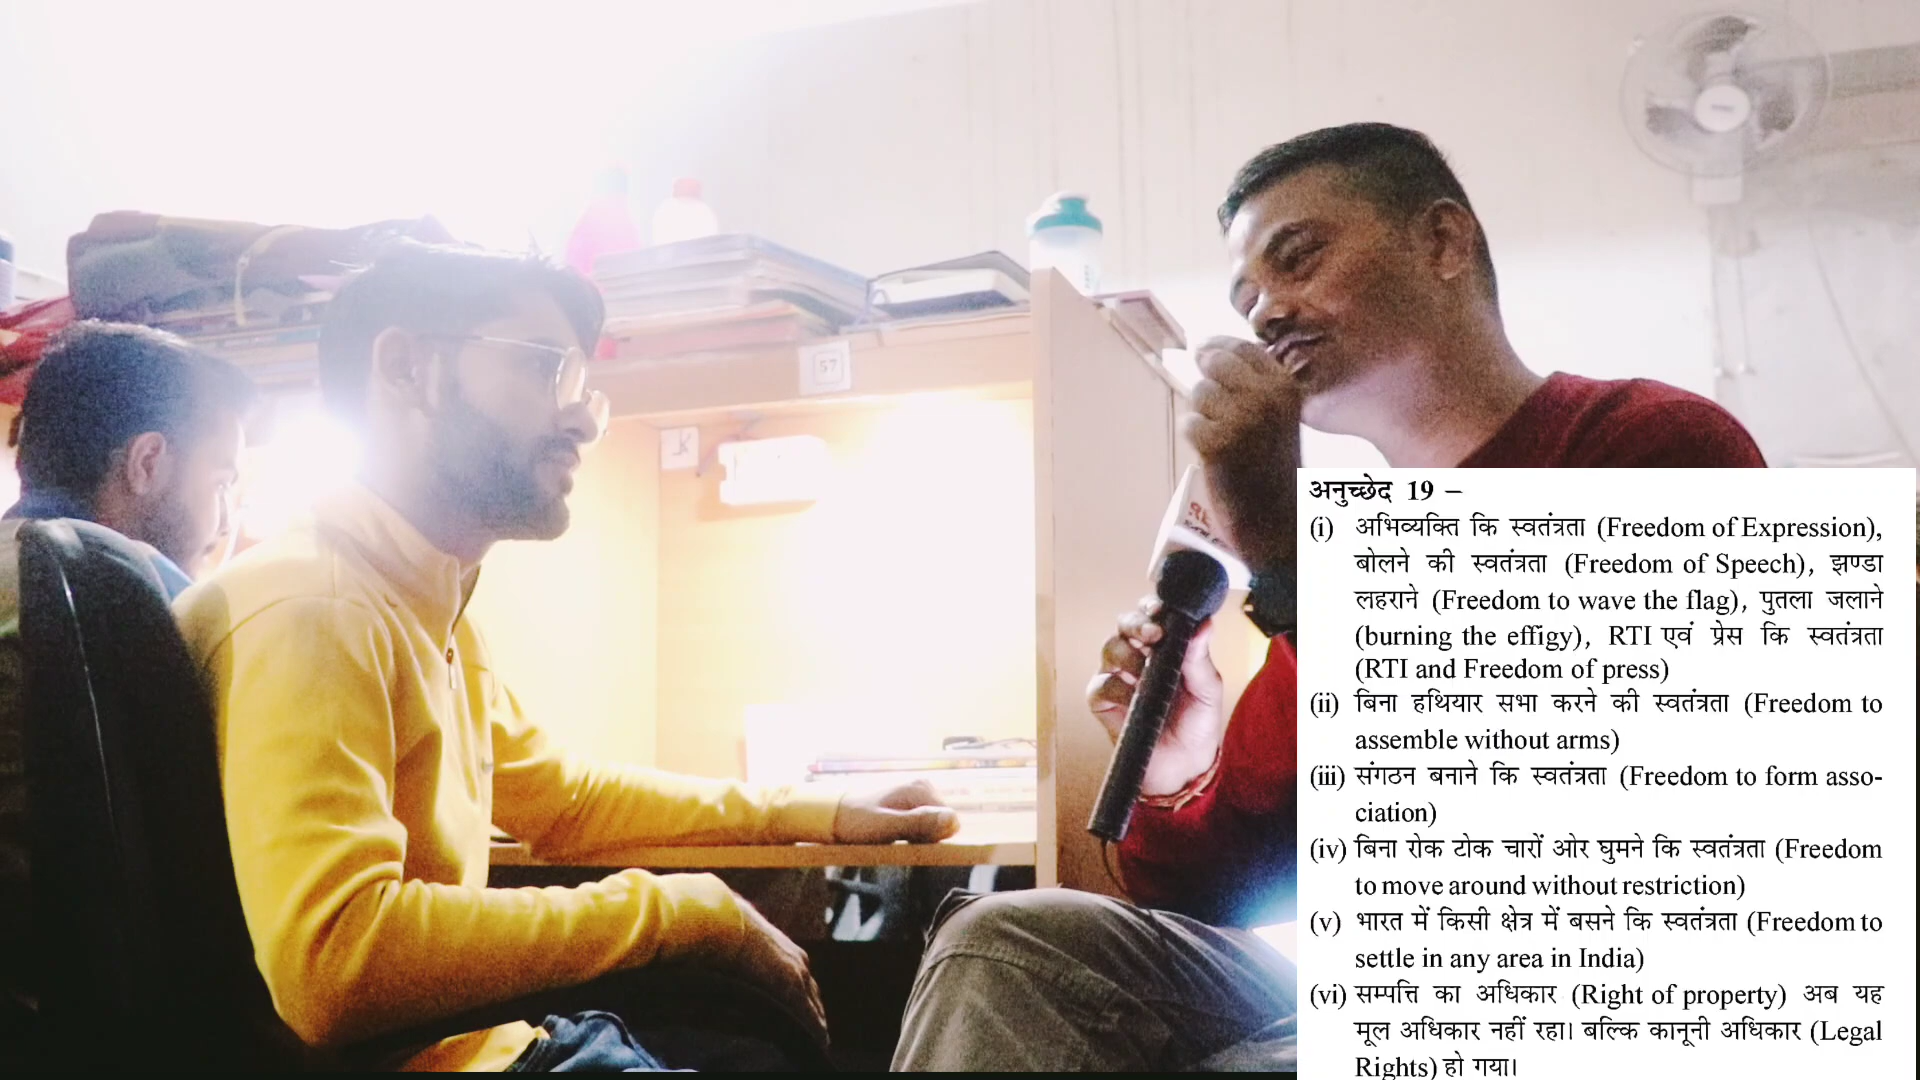 57
अनुच्छेद 19 –
(i) अभिव्यक्ति कि स्वतंत्रता (Freedom of Expression),
बोलने की स्वतंत्रता (Freedom of Speech), झण्डा
लहराने (Freedom to wave the flag), पुतला जलाने
(burning the effigy), RTI एवं प्रेस कि स्वतंत्रता
(RTI and Freedom of press)
(ii) बिना हथियार सभा करने की स्वतंत्रता (Freedom to
assemble without arms)
(iii) संगठन बनाने कि स्वतंत्रता (Freedom to form asso-
ciation)
(iv) बिना रोक टोक चारों ओर घुमने कि स्वतंत्रता (Freedom
to move around without restriction)
(v) भारत में किसी क्षेत्र में बसने कि स्वतंत्रता (Freedom to
settle in any area in India)
(vi) सम्पत्ति का अधिकार (Right of property) अब यह
मूल अधिकार नहीं रहा। बल्कि कानूनी अधिकार (Legal
Rights) हो गया।